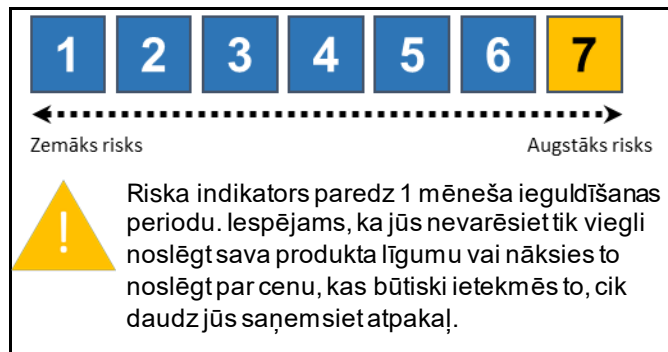 1 2 3 4 5 6 7
Zemāks risks Augstāks risks
!
Riska indikators paredz 1 mēneša ieguldīšanas
periodu. Iespējams, ka jūs nevarēsiet tik viegli
noslēgt sava produkta līgumu vai nāksies to
noslēgt par cenu, kas būtiski ietekmēs to, cik
daudz jūs saņemsiet atpakaļ.